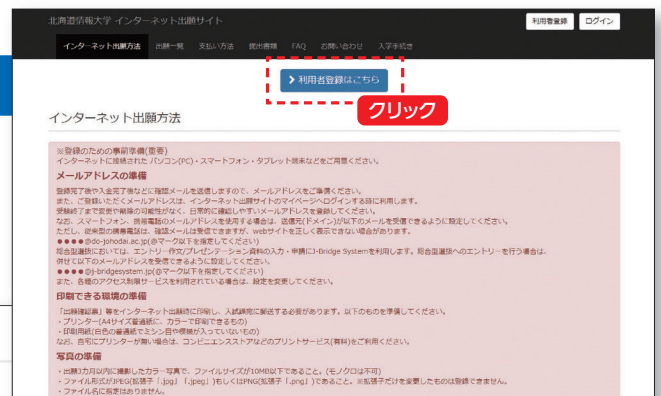 北海道情報大学 インターネット出願サイト
利用者登録 ログイン
インターネット出願方法 出願一覧 支払い方法 提出書類 FAQ お問い合わせ 入学手続き
利用者登録はこちら
クリック
インターネット出願方法
※登録のための事前準備(重要)
インターネットに接続された パソコン(PC)・スマートフォン・タブレット端末などをご用意ください。
メールアドレスの準備
登録完了後や入金完了後などに確認メールを送信しますので、メールアドレスをご準備ください。
また、ご登録いただくメールアドレスは、インターネット出願サイトのマイページへログインする時に利用します。
受験終了まで変更や削除の可能性がなく、日常的に確認しやすいメールアドレスを登録してください。
なお、スマートフォン、携帯電話のメールアドレスを使用する場合は、送信元(ドメイン)が以下のメールを受信できるように設定してください。
ただし、従来型の携帯電話は、確認メールは受信できますが、webサイトを正しく表示できない場合があります。
●●●●@do-johodai.ac.jp(@マーク以下を指定してください)
総合型選抜においては、エントリー作文/プレゼンテーション資料の入力・申請にJ-Bridge Systemを利用します。総合型選抜へのエントリーを行う場合は、
併せて以下のメールアドレスを受信できるように設定してください。
●●●●@j-bridgesystem.jp(@マーク以下を指定してください)
また、各種のアクセス制限サービスを利用されている場合は、設定を変更してください。
印刷できる環境の準備
「出願確認票」等をインターネット出願時に印刷し、入試課宛に郵送する必要があります。以下のものを準備してください。
・プリンター(A4サイズ普通紙に、カラーで印刷できるもの)
・印刷用紙(白色の普通紙でミシン目や模様が入っていないもの)
なお、自宅にプリンターが無い場合は、コンビニエンスストアなどのプリントサービス(有料)をご利用ください。
写真の準備
・出願3カ月以内に撮影したカラー写真で、ファイルサイズが10MB以下であること。(モノクロは不可)
・ファイル形式がJPEG(拡張子「.jpg」「.jpeg」)もしくはPNG(拡張子「.png」)であること。※拡張子だけを変更したものは登録できません。
・ファイル名に指定はありません。